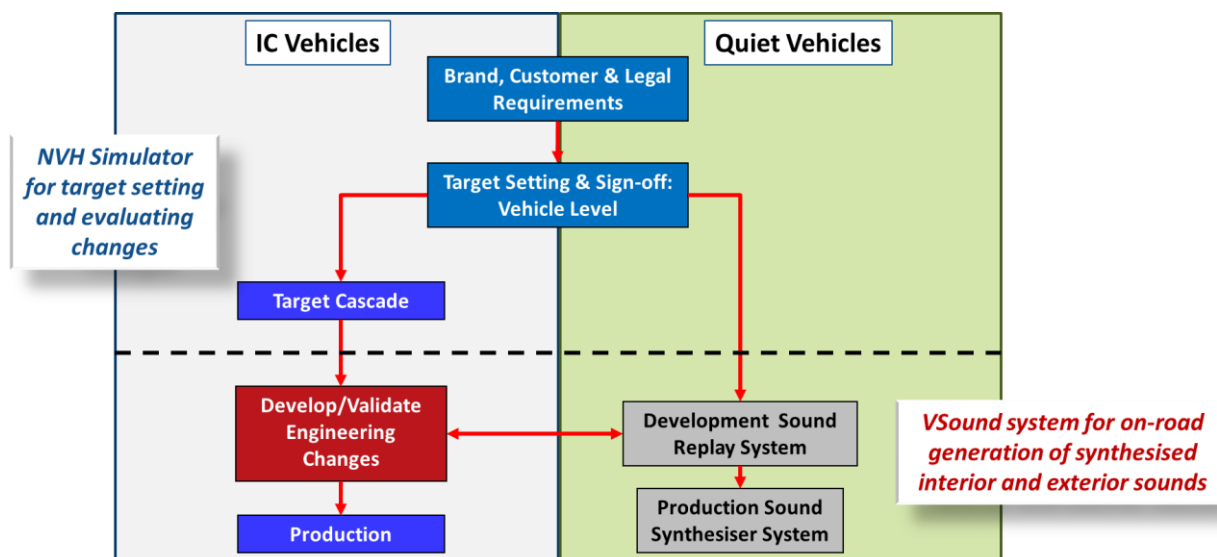 IC Vehicles
Quiet Vehicles
Brand, Customer & Legal
Requirements
NVH Simulator
for target setting
and evaluating
changes
Target Setting & Sign-off:
Vehicle Level
Target Cascade
Develop/Validate
Engineering
Changes
Development Sound
Replay System
VSound system for on-road
generation of synthesised
interior and exterior sounds
Production
Production Sound
Synthesiser System